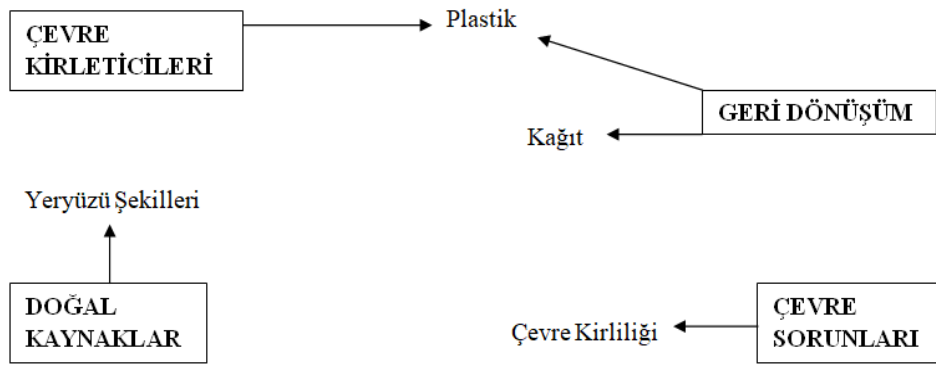 Plastik
ÇEVRE
KİRLETİCİLERİ
GERİ DÖNÜŞÜM
Kağıt
Yeryüzü Şekilleri
DOĞAL
KAYNAKLAR
Çevre Kirliliği
ÇEVRE
SORUNLARI